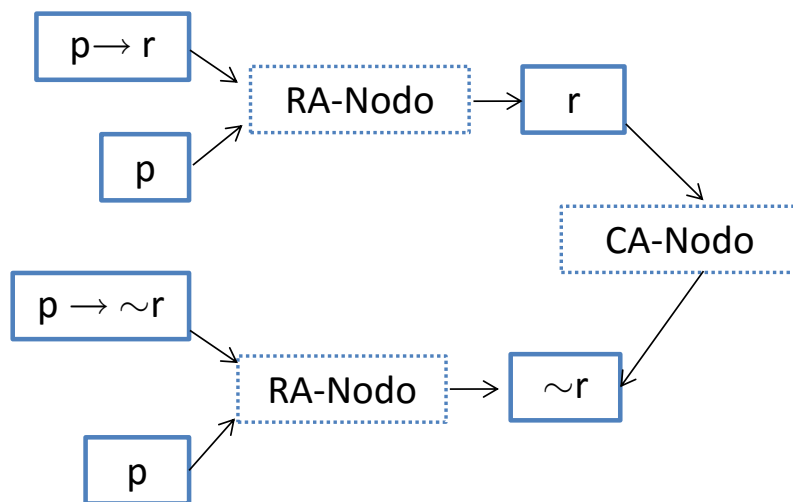 p→ r
RA-Nodo
r
p
CA-Nodo
p → ~r
RA-Nodo
~r
p